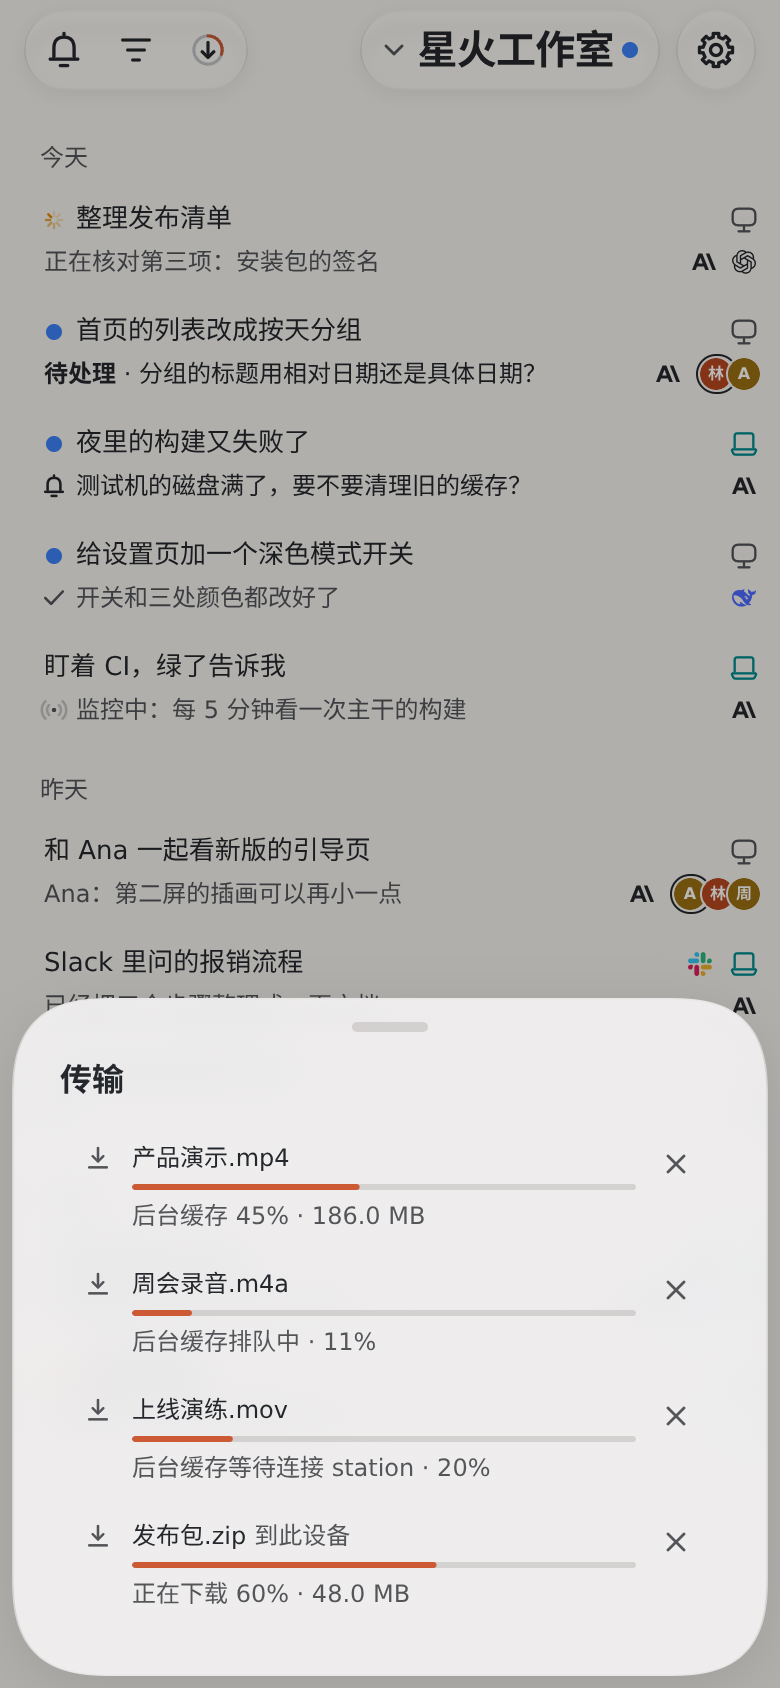 星火工作室
今天
整理发布清单
正在核对第三项：安装包的签名
首页的列表改成按天分组
待处理 · 分组的标题用相对日期还是具体日期？
林 A
夜里的构建又失败了
测试机的磁盘满了，要不要清理旧的缓存？
给设置页加一个深色模式开关
开关和三处颜色都改好了
盯着 CI，绿了告诉我
监控中：每 5 分钟看一次主干的构建
昨天
和 Ana 一起看新版的引导页
Ana：第二屏的插画可以再小一点
A 林 周
Slack 里问的报销流程
传输
产品演示.mp4
后台缓存 45% · 186.0 MB
周会录音.m4a
后台缓存排队中 · 11%
上线演练.mov
后台缓存等待连接 station · 20%
发布包.zip 到此设备
正在下载 60% · 48.0 MB